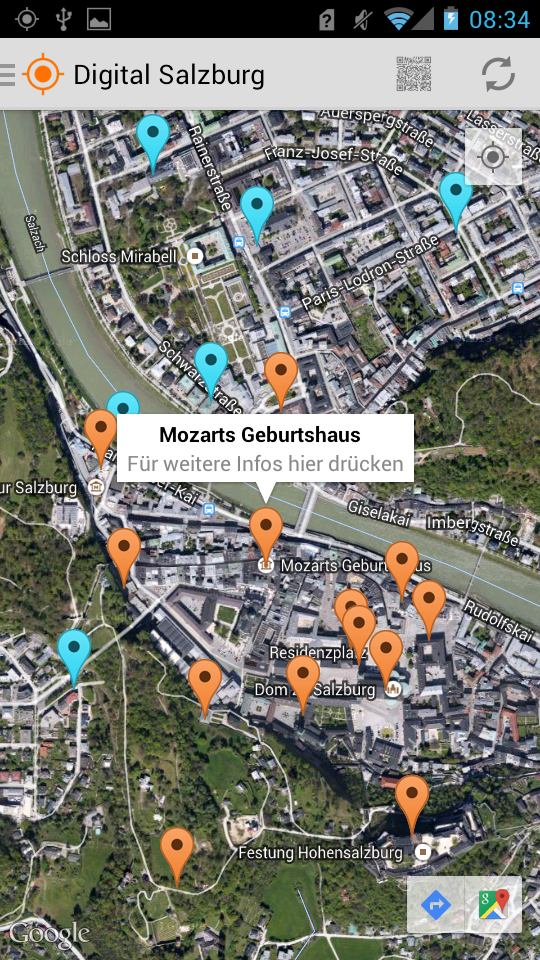 08:34
Digital Salzburg
Auerspergstraße
Rainerstraße
Franz-Josef-Straße
Salzach
Schloss Mirabell
Paris-Lodron-Straße
Schwarzstraße
Mozarts Geburtshaus
Für weitere Infos hier drücken
ur Salzburg
er-Kai
Giselakai
Imbergstraße
Mozarts Geburtshaus
Rudolfskai
Residenzplatz
Dom zu Salzburg
Festung Hohensalzburg
Google